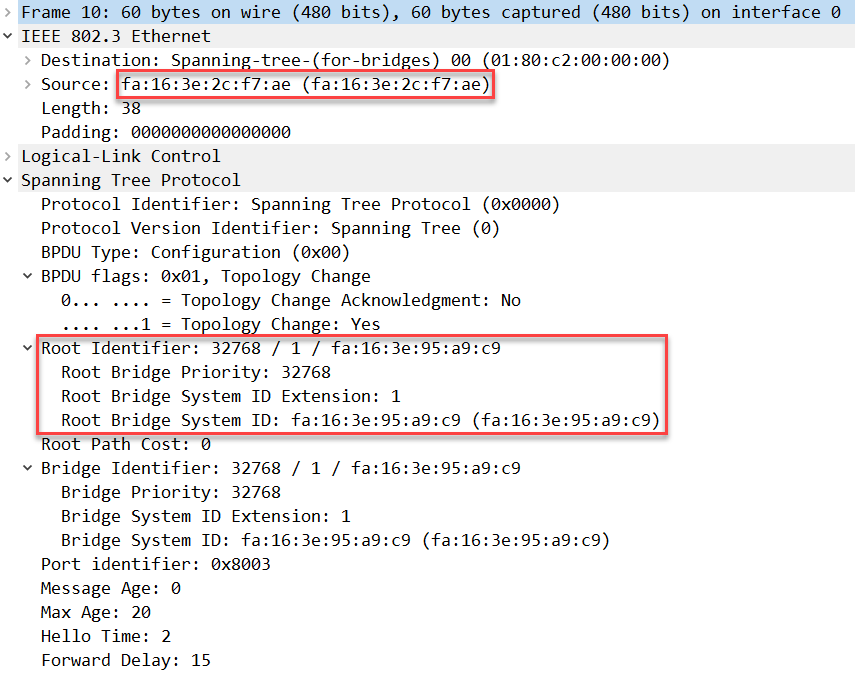 Frame 10: 60 bytes on wire (480 bits), 60 bytes captured (480 bits) on interface 0
IEEE 802.3 Ethernet
Destination: Spanning-tree-(for-bridges)_00 (01:80:c2:00:00:00)
Source: fa:16:3e:2c:f7:ae (fa:16:3e:2c:f7:ae)
Length: 38
Padding: 0000000000000000
Logical-Link Control
Spanning Tree Protocol
Protocol Identifier: Spanning Tree Protocol (0x0000)
Protocol Version Identifier: Spanning Tree (0)
BPDU Type: Configuration (0x00)
BPDU flags: 0x01, Topology Change
0... .... = Topology Change Acknowledgment: No
.... ...1 = Topology Change: Yes
Root Identifier: 32768 / 1 / fa:16:3e:95:a9:c9
Root Bridge Priority: 32768
Root Bridge System ID Extension: 1
Root Bridge System ID: fa:16:3e:95:a9:c9 (fa:16:3e:95:a9:c9)
Root Path Cost: 0
Bridge Identifier: 32768 / 1 / fa:16:3e:95:a9:c9
Bridge Priority: 32768
Bridge System ID Extension: 1
Bridge System ID: fa:16:3e:95:a9:c9 (fa:16:3e:95:a9:c9)
Port identifier: 0x8003
Message Age: 0
Max Age: 20
Hello Time: 2
Forward Delay: 15